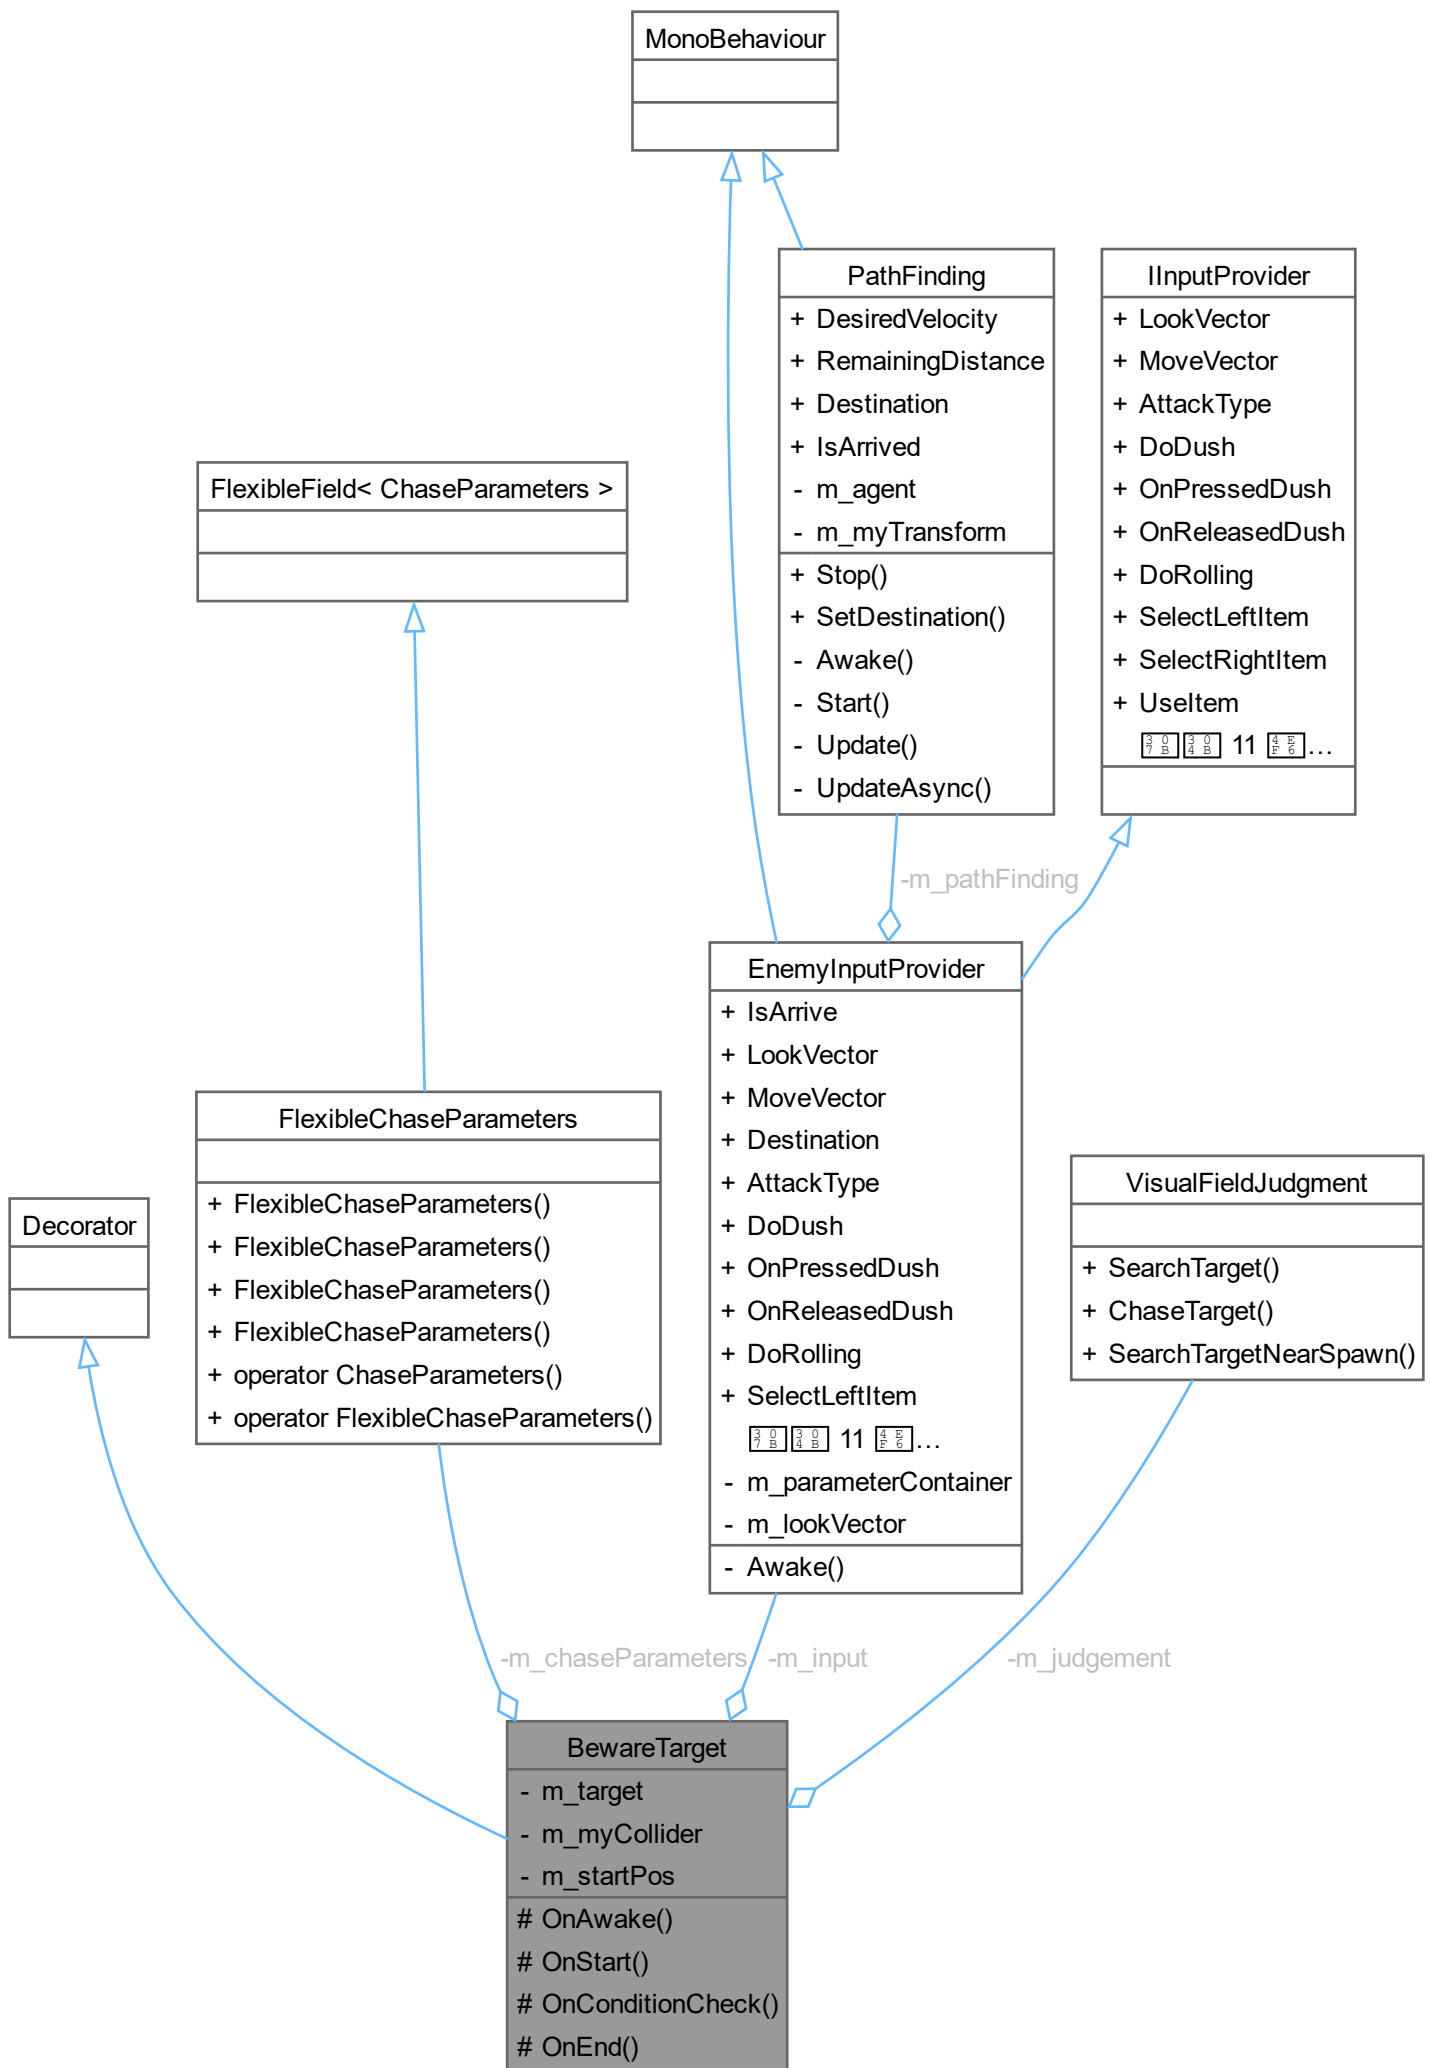 MonoBehaviour
PathFinding
+ DesiredVelocity
+ RemainingDistance
+ Destination
+ IsArrived
- m_agent
- m_myTransform
+ Stop()
+ SetDestination()
- Awake()
- Start()
- Update()
- UpdateAsync()
IInputProvider
+ LookVector
+ MoveVector
+ AttackType
+ DoDush
+ OnPressedDush
+ OnReleasedDush
+ DoRolling
+ SelectLeftItem
+ SelectRightItem
+ UseItem
11 ...
FlexibleField< ChaseParameters >
-m_pathFinding
EnemyInputProvider
+ IsArrive
+ LookVector
+ MoveVector
+ Destination
+ AttackType
+ DoDush
+ OnPressedDush
+ OnReleasedDush
+ DoRolling
+ SelectLeftItem
11 ...
- m_parameterContainer
- m_lookVector
- Awake()
FlexibleChaseParameters
+ FlexibleChaseParameters()
+ FlexibleChaseParameters()
+ FlexibleChaseParameters()
+ FlexibleChaseParameters()
+ operator ChaseParameters()
+ operator FlexibleChaseParameters()
VisualFieldJudgment
+ SearchTarget()
+ ChaseTarget()
+ SearchTargetNearSpawn()
Decorator
-m_chaseParameters
-m_input
-m_judgement
BewareTarget
- m_target
- m_myCollider
- m_startPos
# OnAwake()
# OnStart()
# OnConditionCheck()
# OnEnd()